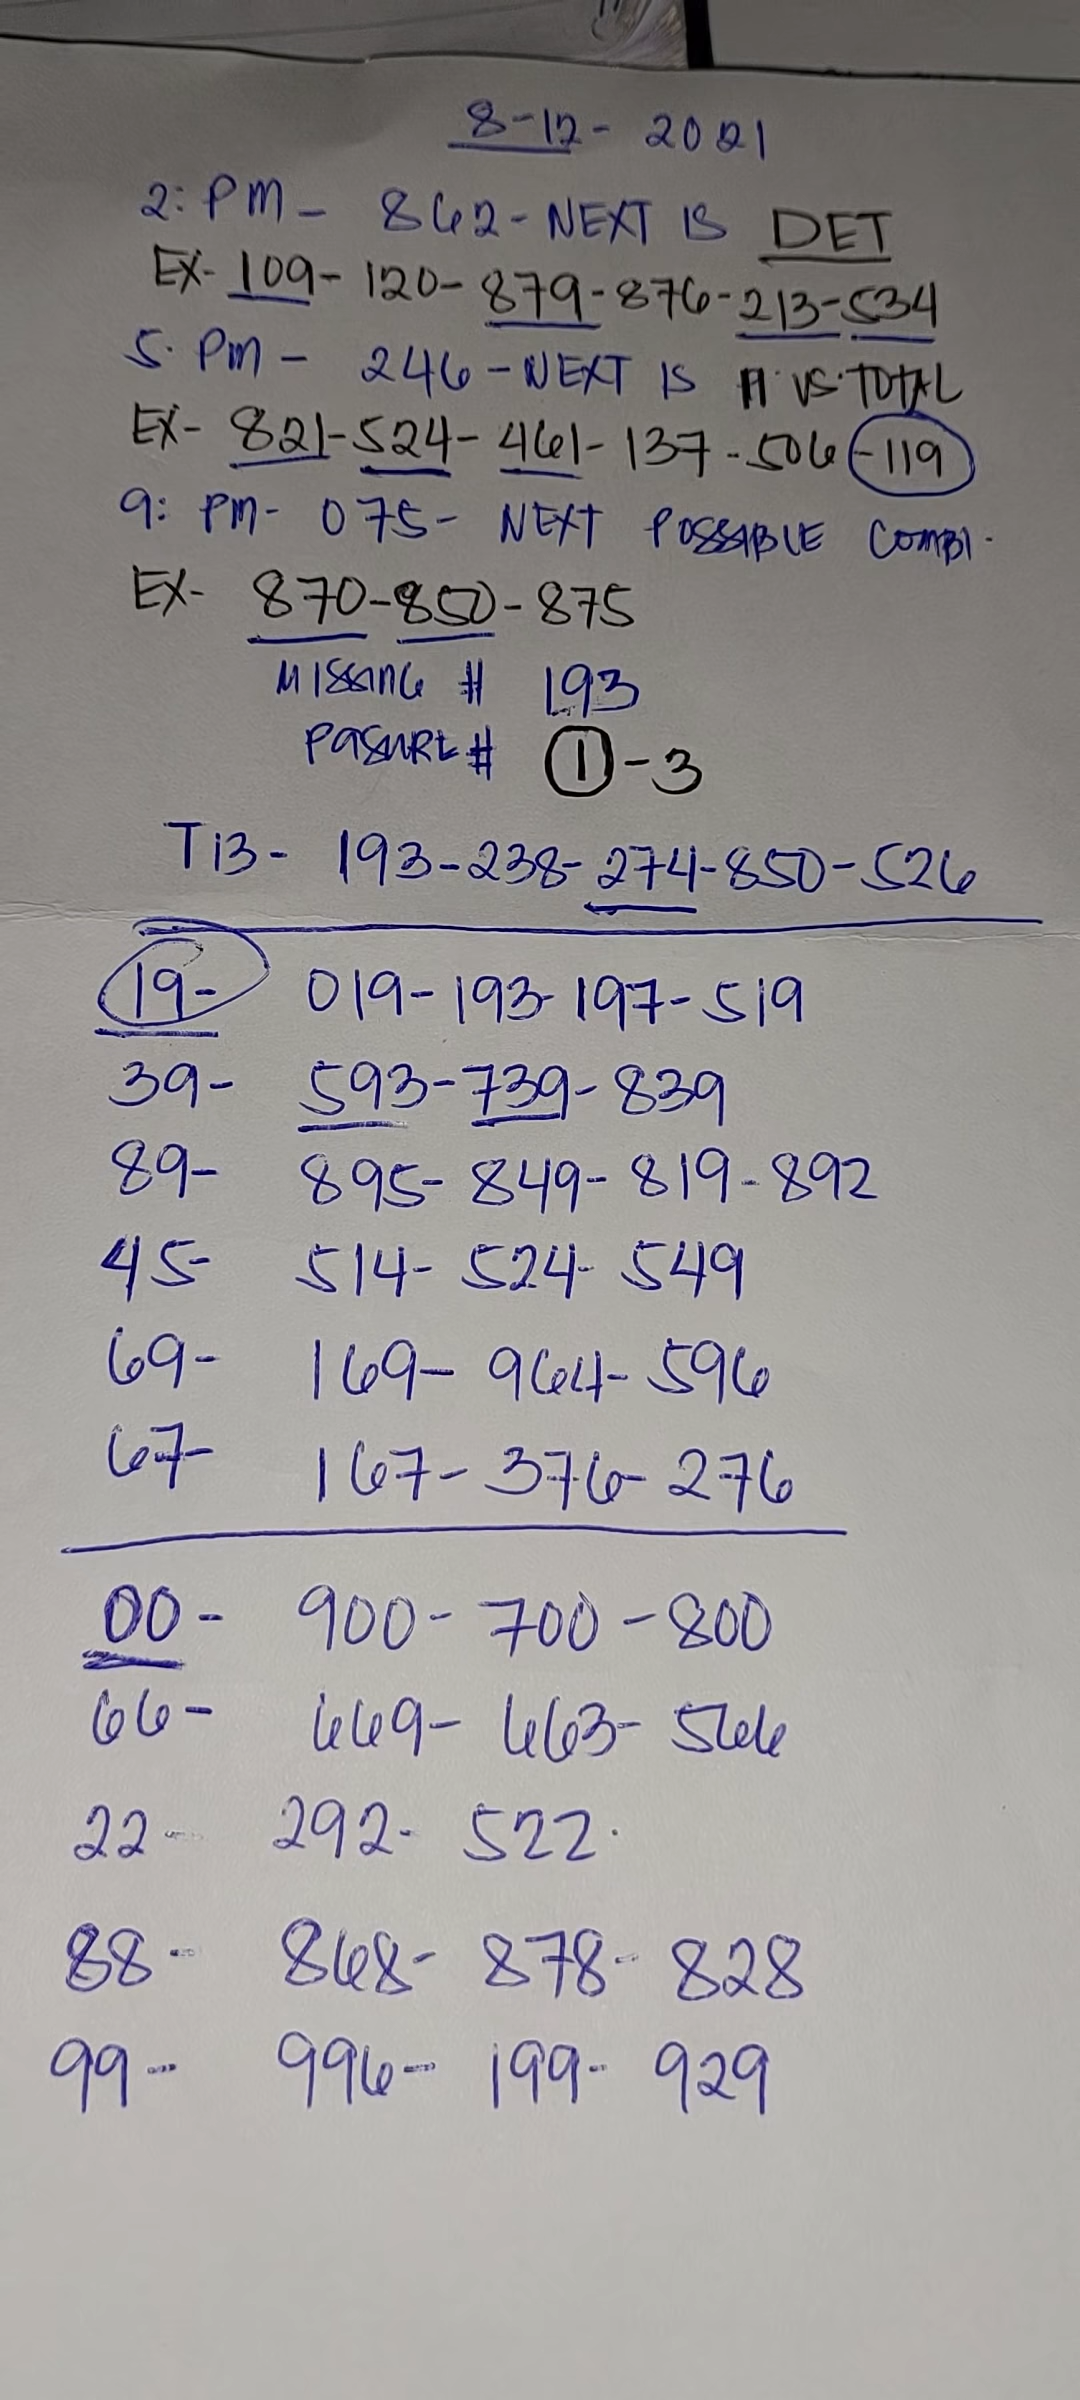 8-12-2021
2: PM- 862-NEXT IS DET
EX-109-120-879-876-213-534
5. PM- 246-NEXT IS # VS. TOTAL
EX-821-524-461-137-506-119
9: PM- 075- NEXT POSSIBLE COMBI.
EX- 870-850-875
MISSING # 193
PASURE# 1-3
T13- 193-238-274-850-526
19- 019-193-197-519
39- 593-739-839
89- 895-849-819-892
45- 514-524-549
69- 169-964-596
67- 167-376-276
00- 900-700-800
66- 669-663-566
22- 292-522.
88- 868-878-828
99- 996-199-929